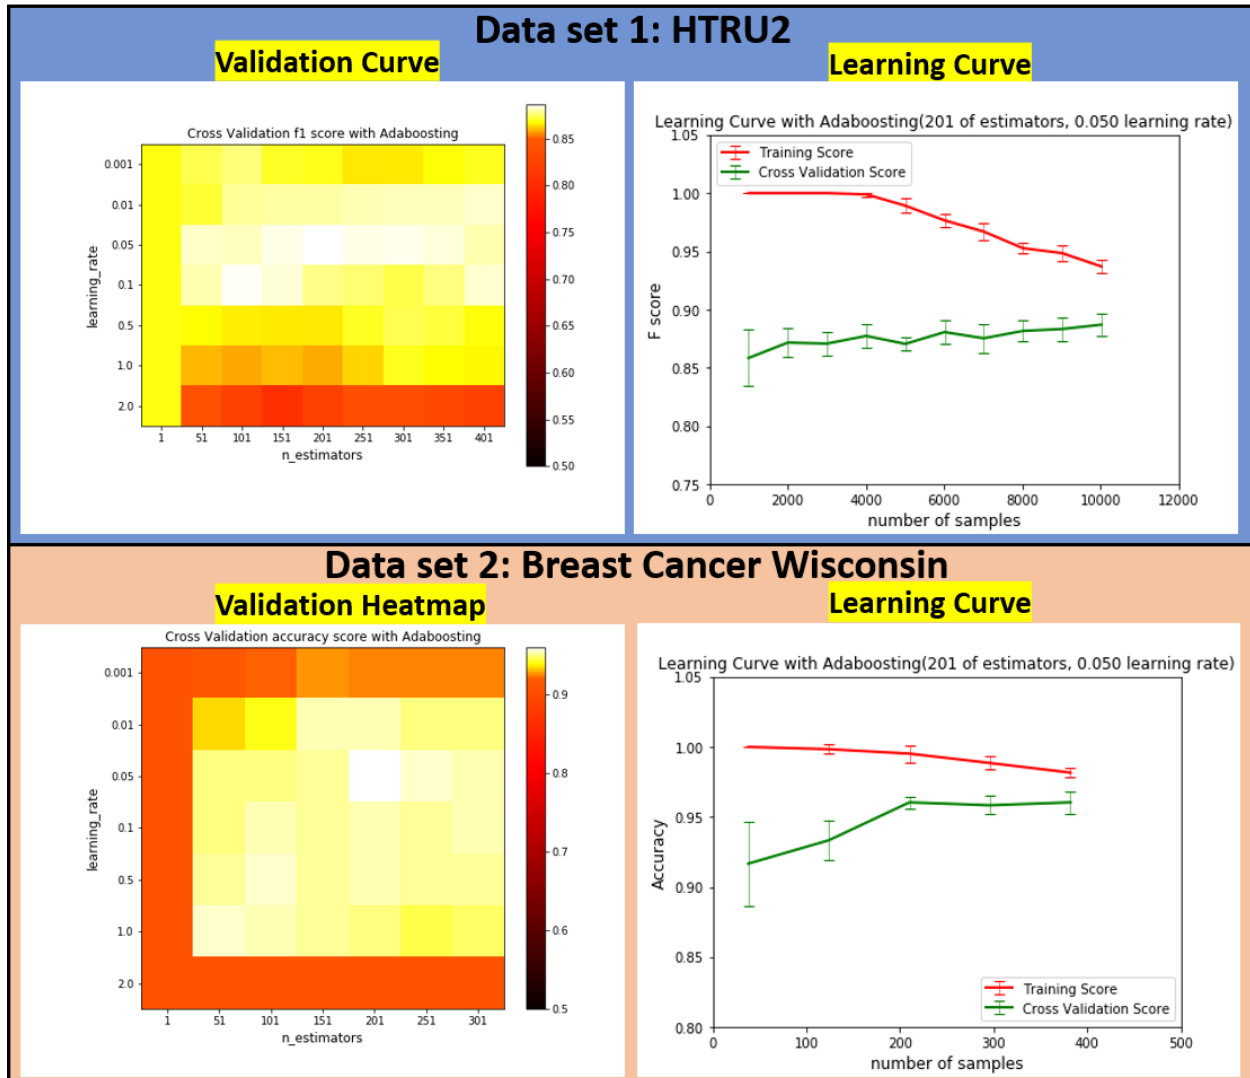 Data set 1: HTRU2
Validation Curve
Learning Curve
Cross Validation f1 score with Adaboosting
learning_rate
0.001
0.01
0.05
0.1
0.5
1.0
2.0
1 51 101 151 201 251 301 351 401
n_estimators
0.85
0.80
0.75
0.70
0.65
0.60
0.55
0.50
Learning Curve with Adaboosting(201 of estimators, 0.050 learning rate)
Training Score
Cross Validation Score
F score
1.05
1.00
0.95
0.90
0.85
0.80
0.75
0 2000 4000 6000 8000 10000 12000
number of samples
Data set 2: Breast Cancer Wisconsin
Validation Heatmap
Learning Curve
Cross Validation accuracy score with Adaboosting
learning_rate
0.001
0.01
0.05
0.1
0.5
1.0
2.0
1 51 101 151 201 251 301
n_estimators
0.9
0.8
0.7
0.6
0.5
Learning Curve with Adaboosting(201 of estimators, 0.050 learning rate)
Accuracy
1.05
1.00
0.95
0.90
0.85
0.80
Training Score
Cross Validation Score
0 100 200 300 400 500
number of samples